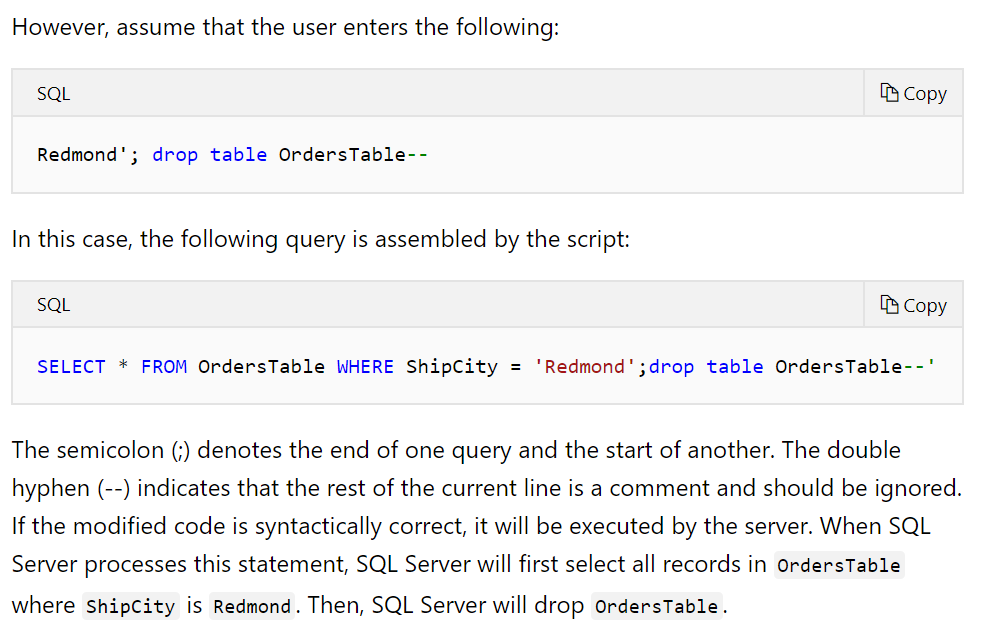 However, assume that the user enters the following:
SQL
Copy
Redmond'; drop table OrdersTable--
In this case, the following query is assembled by the script:
SQL
Copy
SELECT * FROM OrdersTable WHERE ShipCity = 'Redmond';drop table OrdersTable--'
The semicolon (;) denotes the end of one query and the start of another. The double
hyphen (--) indicates that the rest of the current line is a comment and should be ignored.
If the modified code is syntactically correct, it will be executed by the server. When SQL
Server processes this statement, SQL Server will first select all records in OrdersTable
where ShipCity is Redmond. Then, SQL Server will drop OrdersTable.